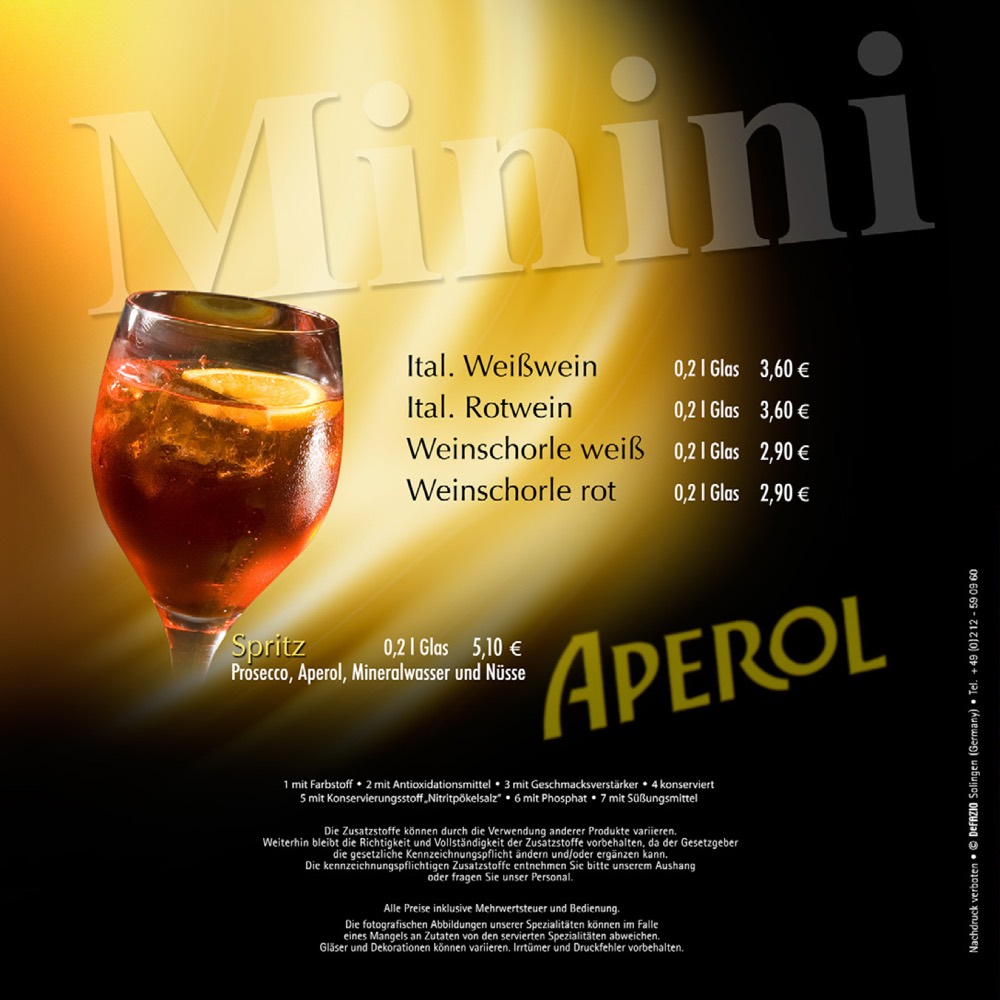 Minini
Ital. Weißwein 0,2 l Glas 3,60 €
Ital. Rotwein 0,2 l Glas 3,60 €
Weinschorle weiß 0,2 l Glas 2,90 €
Weinschorle rot 0,2 l Glas 2,90 €
Spritz 0,2 l Glas 5,10 €
Prosecco, Aperol, Mineralwasser und Nüsse
APEROL
1 mit Farbstoff • 2 mit Antioxidationsmittel • 3 mit Geschmacksverstärker • 4 konserviert
5 mit Konservierungsstoff „Nitritpökelsalz" • 6 mit Phosphat • 7 mit Süßungsmittel
Die Zusatzstoffe können durch die Verwendung anderer Produkte variieren.
Weiterhin bleibt die Richtigkeit und Vollständigkeit der Zusatzstoffe vorbehalten, da der Gesetzgeber
die gesetzliche Kennzeichnungspflicht ändern und/oder ergänzen kann.
Die kennzeichnungspflichtigen Zusatzstoffe entnehmen Sie bitte unserem Aushang
oder fragen Sie unser Personal.
Alle Preise inklusive Mehrwertsteuer und Bedienung.
Die fotografischen Abbildungen unserer Spezialitäten können im Falle
eines Mangels an Zutaten von den servierten Spezialitäten abweichen.
Gläser und Dekorationen können variieren. Irrtümer und Druckfehler vorbehalten.
Nachdruck verboten • © DeFAZIO Solingen (Germany) • Tel. +49 (0)212 - 59 09 60